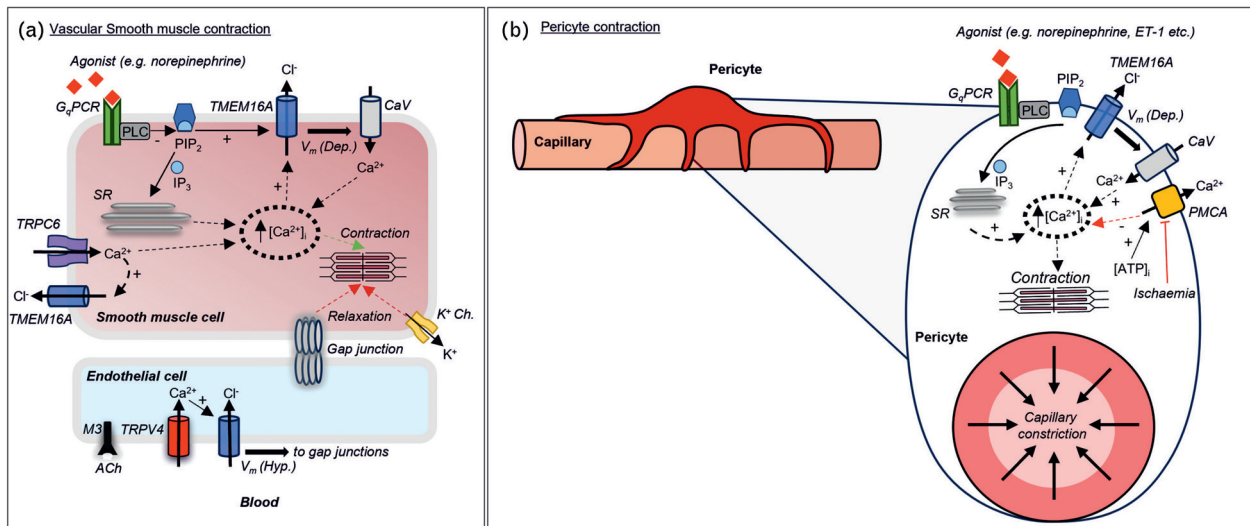 (a) Vascular Smooth muscle contraction
Agonist (e.g. norepinephrine)
Cl-
GqPCR
TMEM16A
CaV
PLC
-
PIP2
+
Vm (Dep.)
IP3
Ca2+
SR
+
[Ca2+]i
TRPC6
Contraction
Ca2+
+
Cl-
TMEM16A
Smooth muscle cell
Relaxation
K+ Ch.
K+
Gap junction
Endothelial cell
Ca2+
+
Cl-
M3
TRPV4
ACh
Vm (Hyp.)
to gap junctions
Blood
(b) Pericyte contraction
Agonist (e.g. norepinephrine, ET-1 etc.)
TMEM16A
Pericyte
GqPCR
PIP2
Cl-
PLC
Vm (Dep.)
Capillary
CaV
IP3
+
Ca2+
Ca2+
SR
+
[Ca2+]i
PMCA
+
-
+
[ATP]i
Contraction
Ischaemia
Pericyte
Capillary
constriction